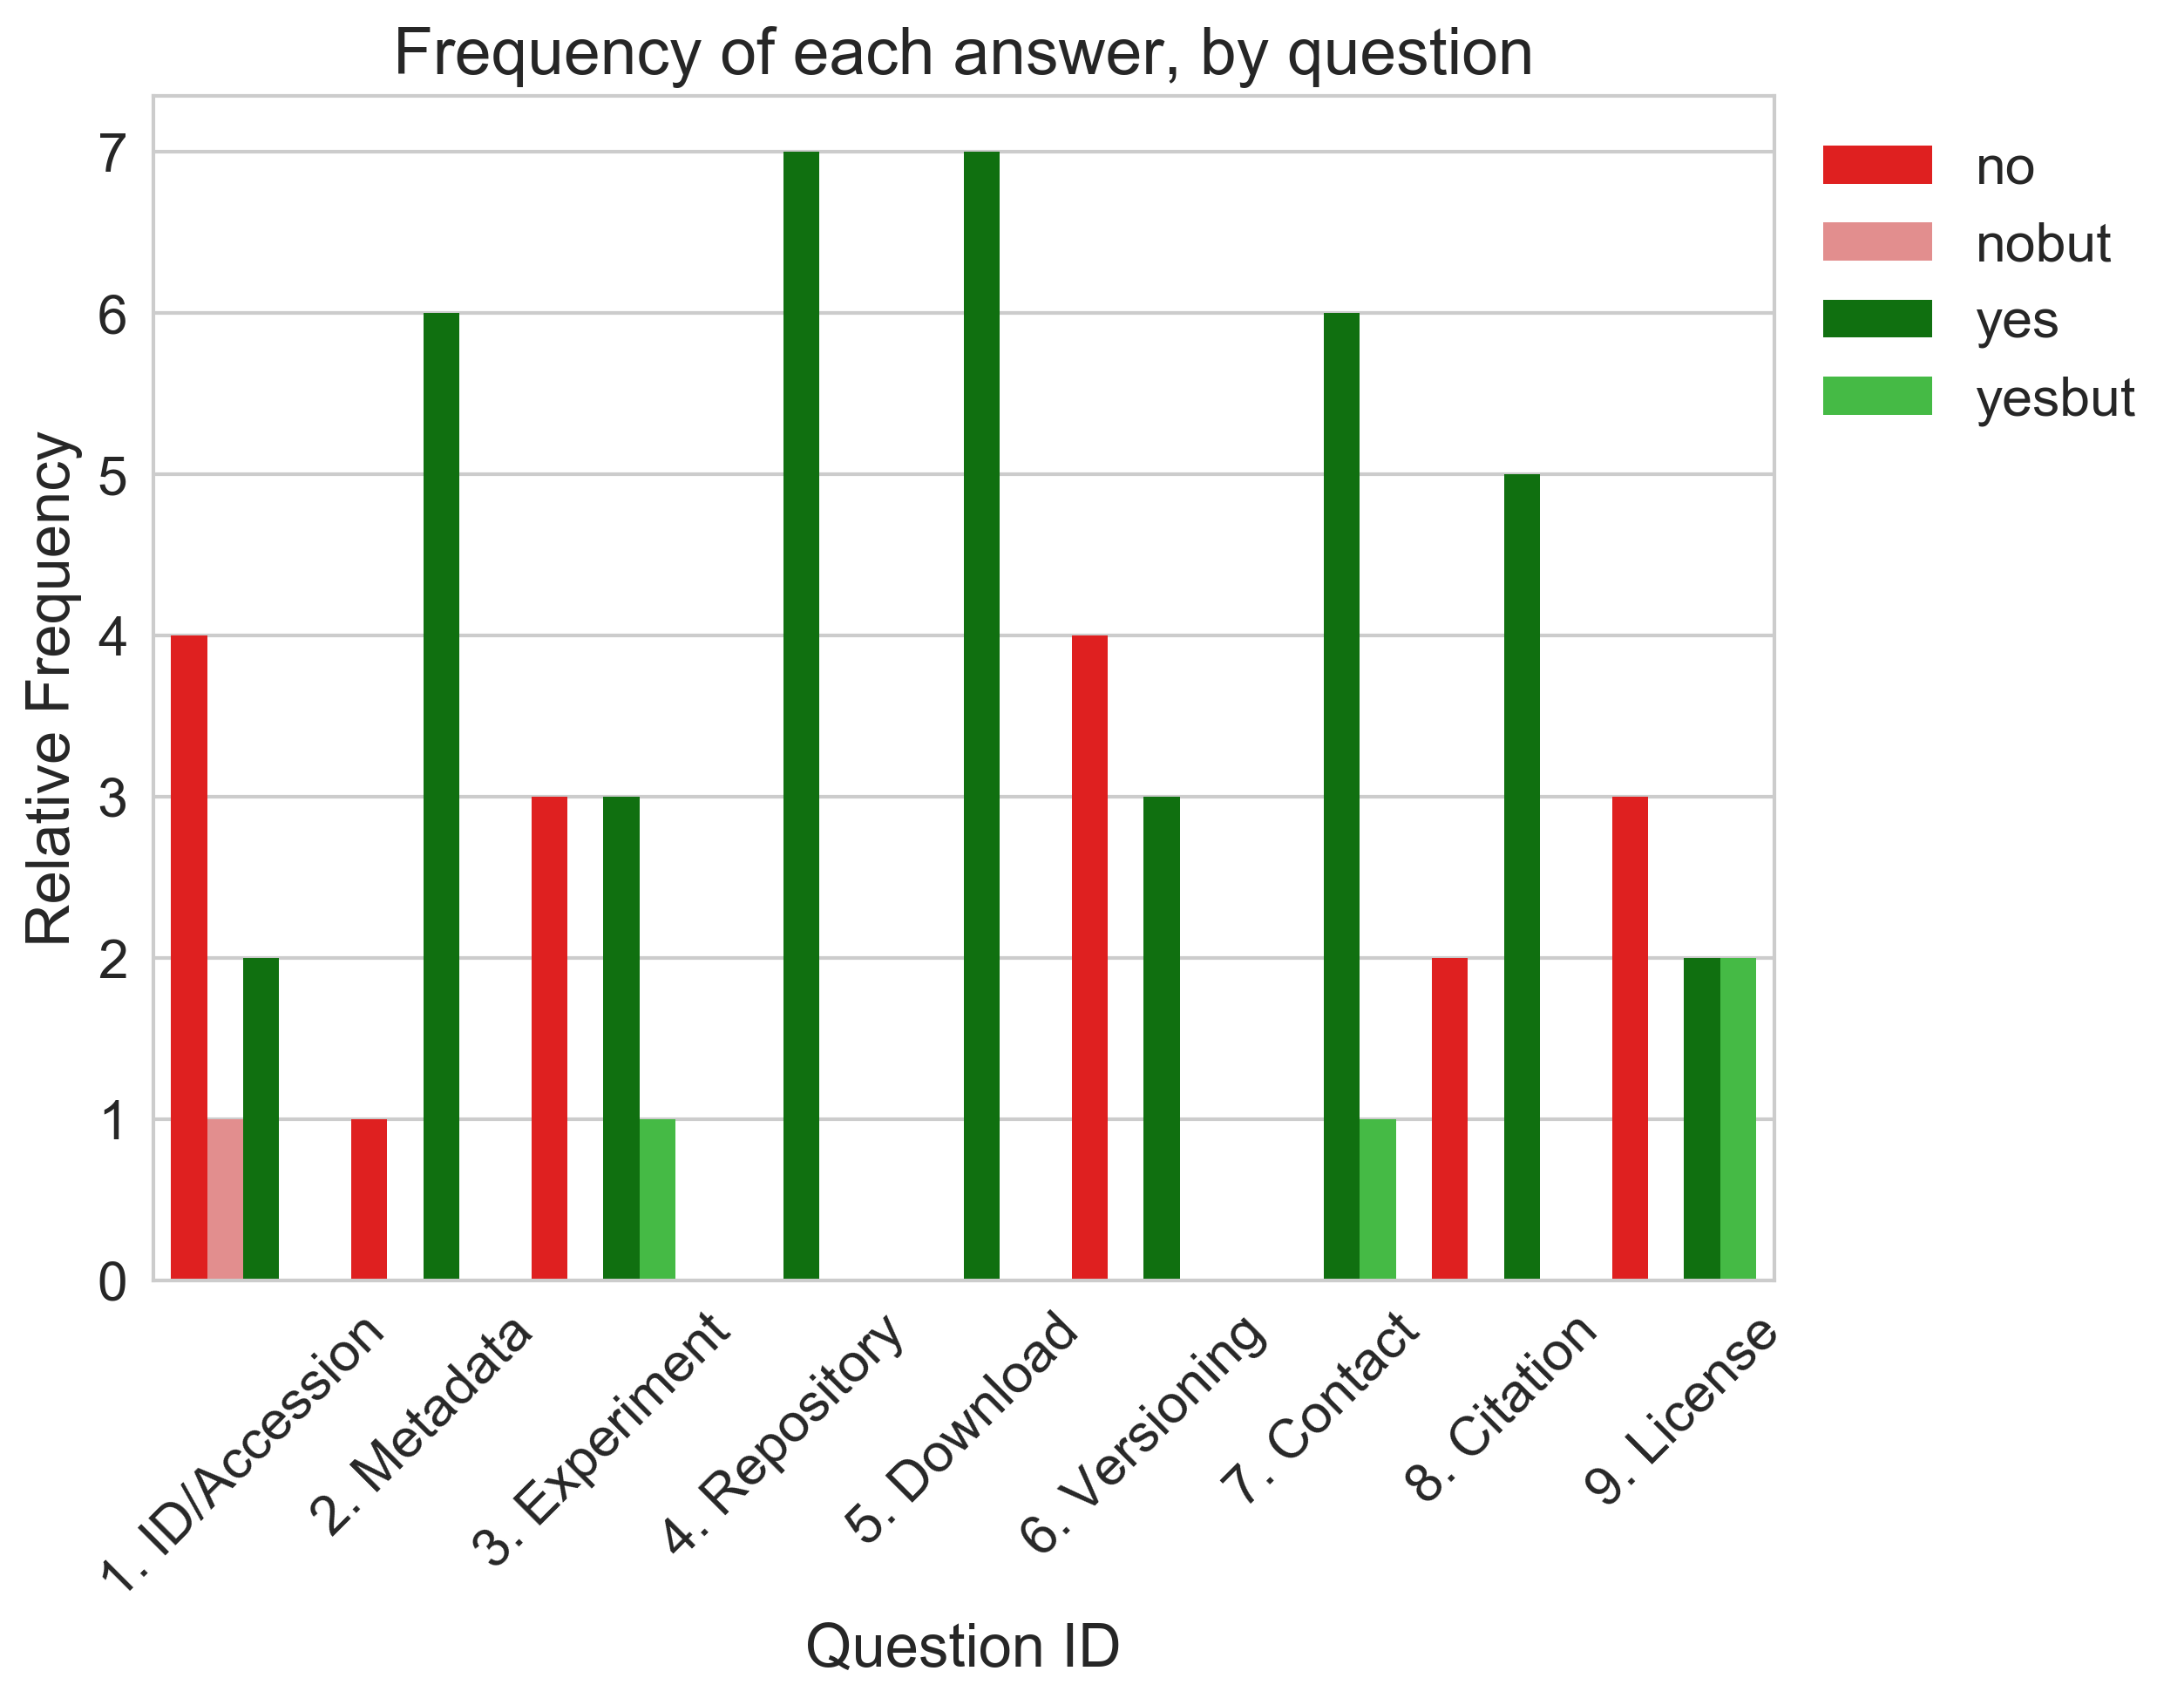 Frequency of each answer, by question
7
6
5
4
3
2
1
0
Relative Frequency
no
nobut
yes
yesbut
1. ID/Accession
2. Metadata
3. Experiment
4. Repository
5. Download
6. Versioning
7. Contact
8. Citation
9. License
Question ID